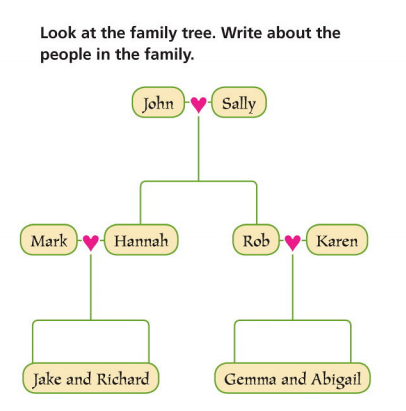 Look at the family tree. Write about the
people in the family.
John Sally
Mark Hannah Rob Karen
Jake and Richard Gemma and Abigail